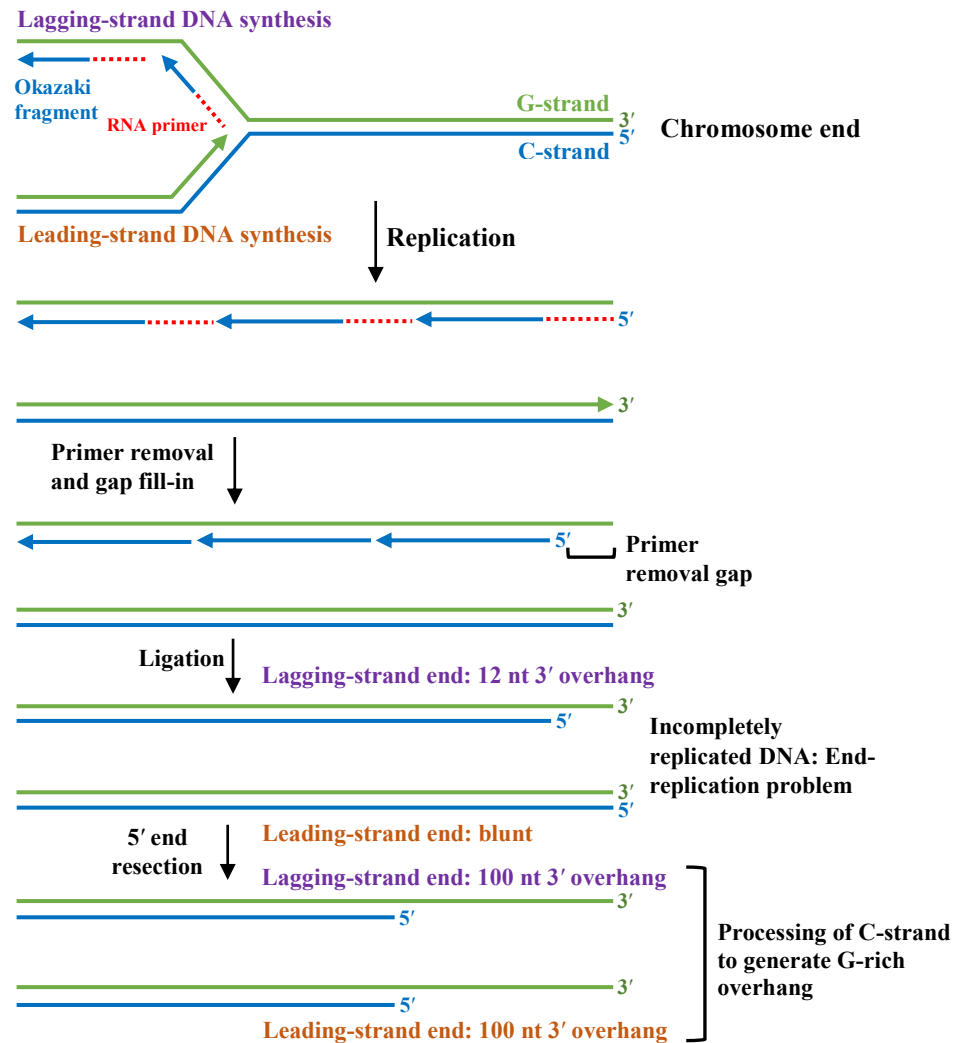 Lagging-strand DNA synthesis
Okazaki
fragment
RNA primer
G-strand
3′
5′
C-strand
Chromosome end
Leading-strand DNA synthesis
Replication
5′
3′
Primer removal
and gap fill-in
5′
Primer
removal gap
3′
Ligation
Lagging-strand end: 12 nt 3′ overhang
3′
5′
Incompletely
replicated DNA: End-
replication problem
3′
5′
5′ end
resection
Leading-strand end: blunt
Lagging-strand end: 100 nt 3′ overhang
3′
5′
Processing of C-strand
to generate G-rich
overhang
3′
5′
Leading-strand end: 100 nt 3′ overhang